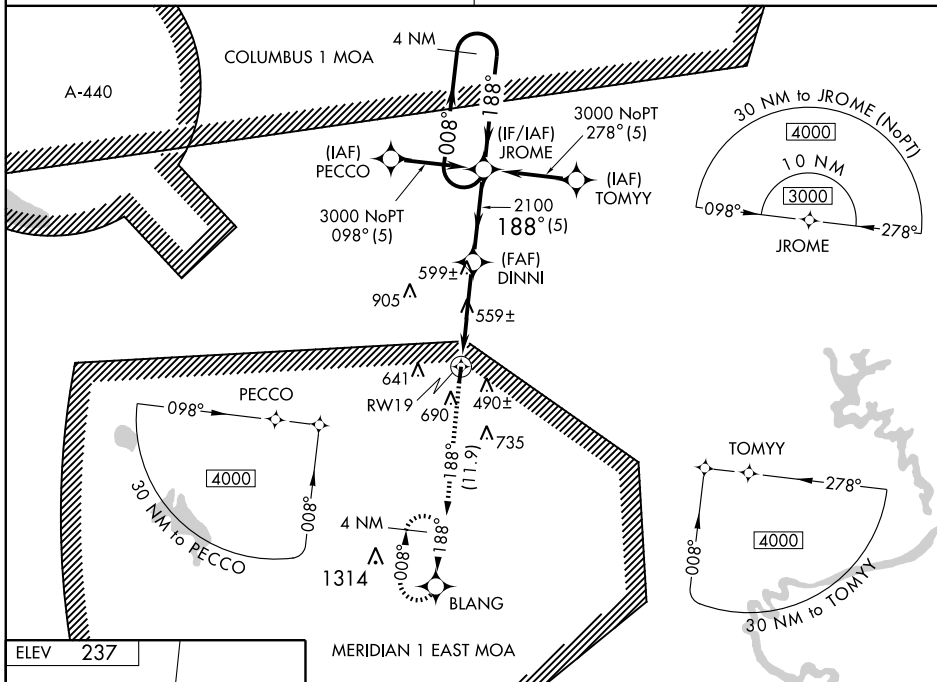 COLUMBUS 1 MOA
4 NM
A-440
008°
188°
3000 NoPT
278° (5)
(IF/IAF)
JROME
(IAF)
PECCO
(IAF)
TOMYY
3000 NoPT
098° (5)
2100
188° (5)
(FAF)
DINNI
599±
905
559±
30 NM to JROME (NoPT)
4000
10 NM
3000
098°
278°
JROME
641
RW19
690
490±
735
188°
(11.9)
4 NM
188°
008°
1314
BLANG
PECCO
098°
4000
008°
30 NM to PECCO
TOMYY
278°
4000
008°
30 NM to TOMYY
MERIDIAN 1 EAST MOA
ELEV 237